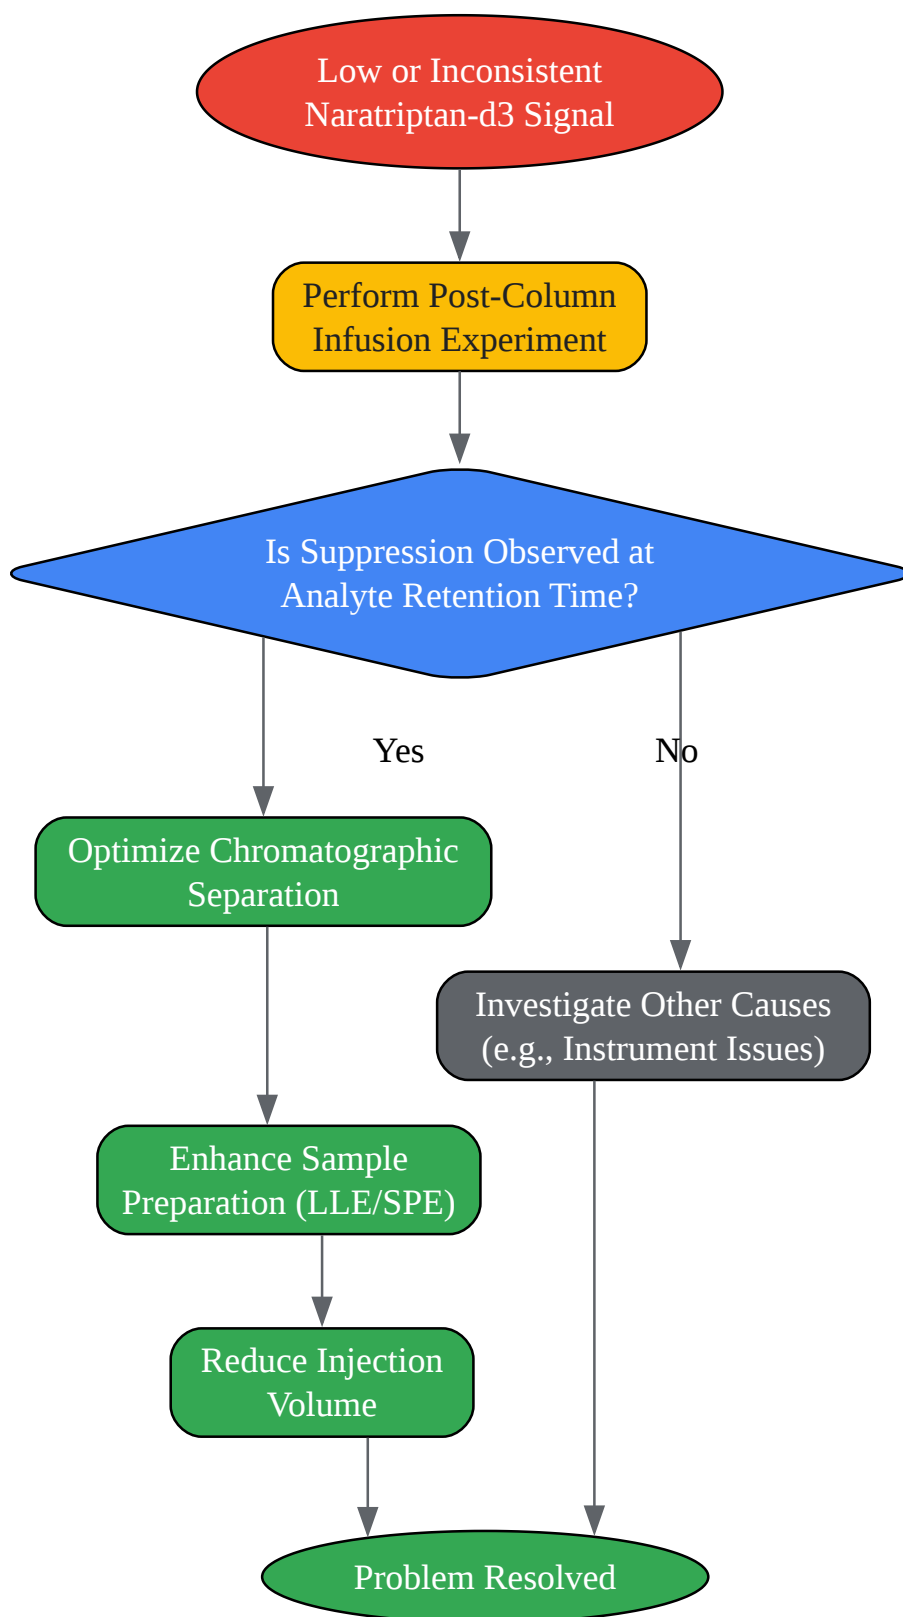 Low or Inconsistent
Naratriptan-d3 Signal
Perform Post-Column
Infusion Experiment
Is Suppression Observed at
Analyte Retention Time?
Yes
No
Optimize Chromatographic
Separation
Investigate Other Causes
(e.g., Instrument Issues)
Enhance Sample
Preparation (LLE/SPE)
Reduce Injection
Volume
Problem Resolved